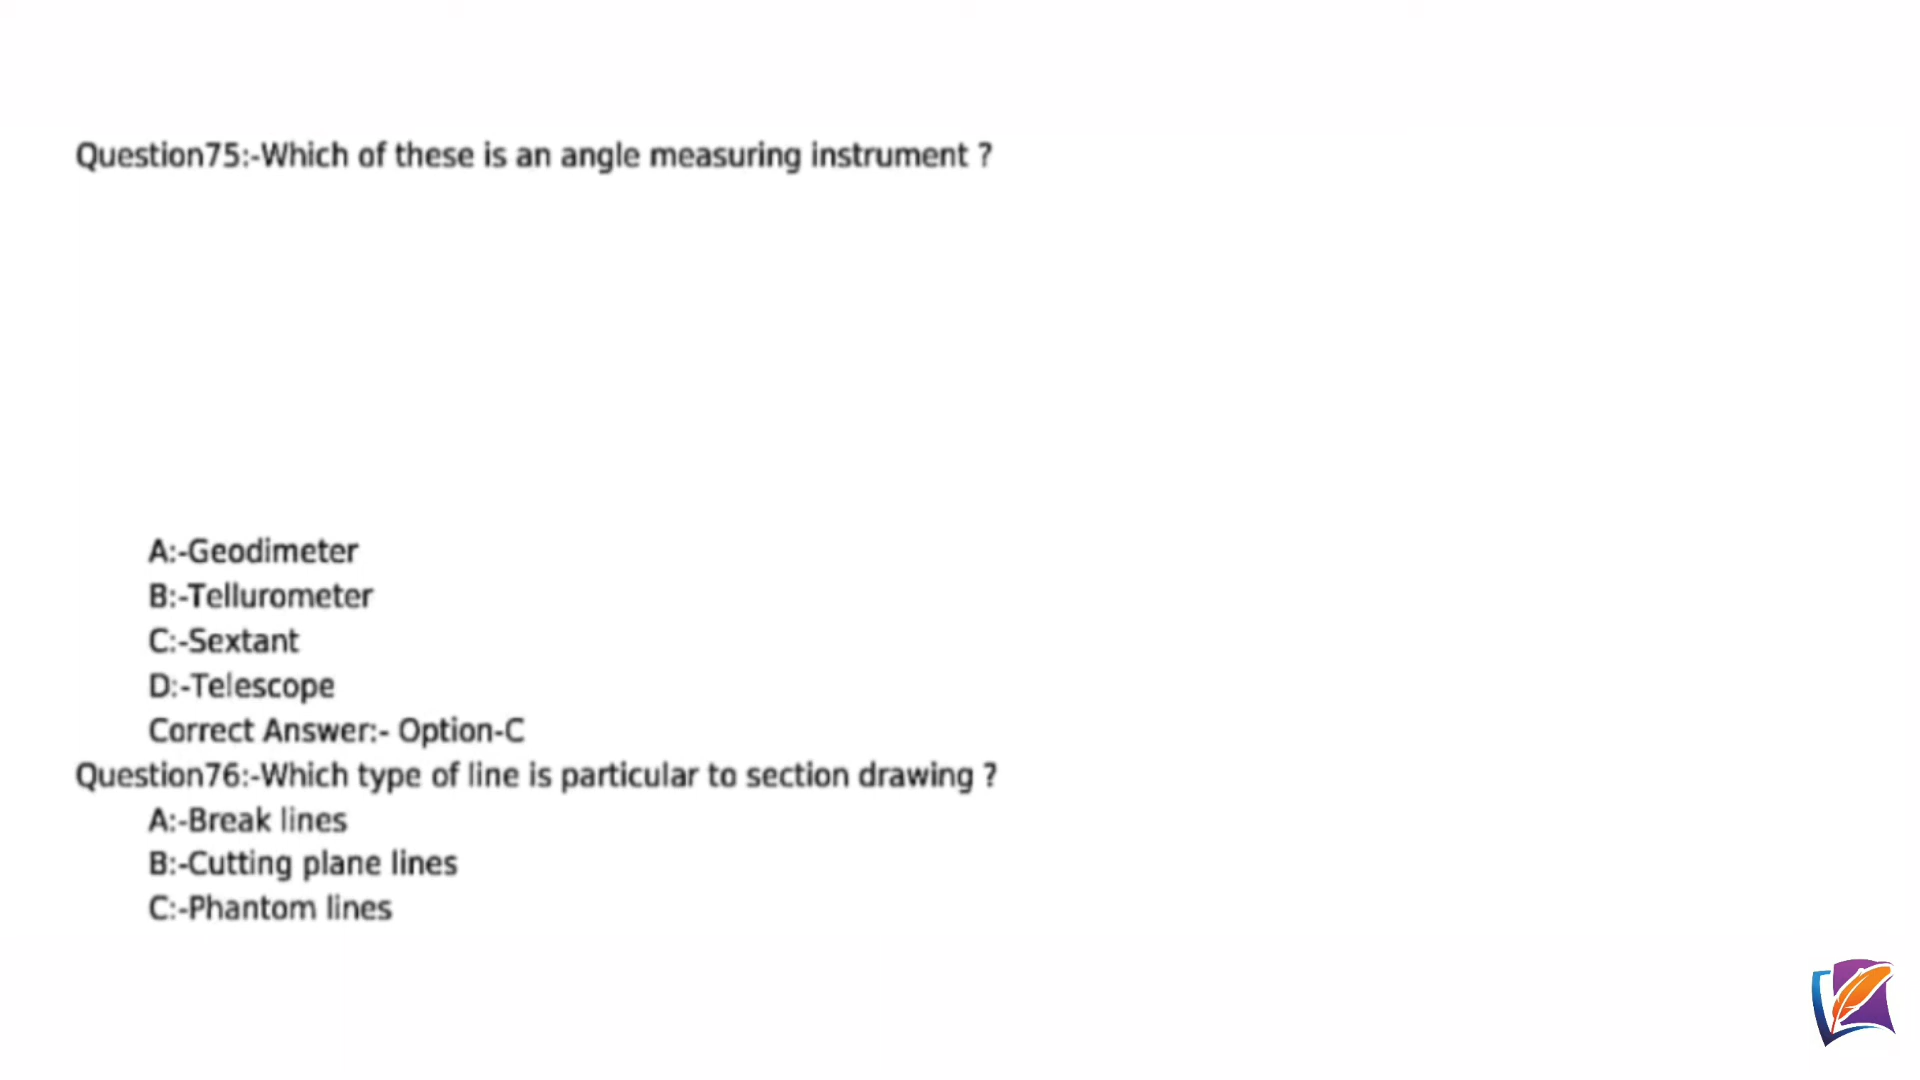 Question75:-Which of these is an angle measuring instrument ?
A:-Geodimeter
B:-Tellurometer
C:-Sextant
D:-Telescope
Correct Answer:- Option-C
Question76:-Which type of line is particular to section drawing ?
A:-Break lines
B:-Cutting plane lines
C:-Phantom lines